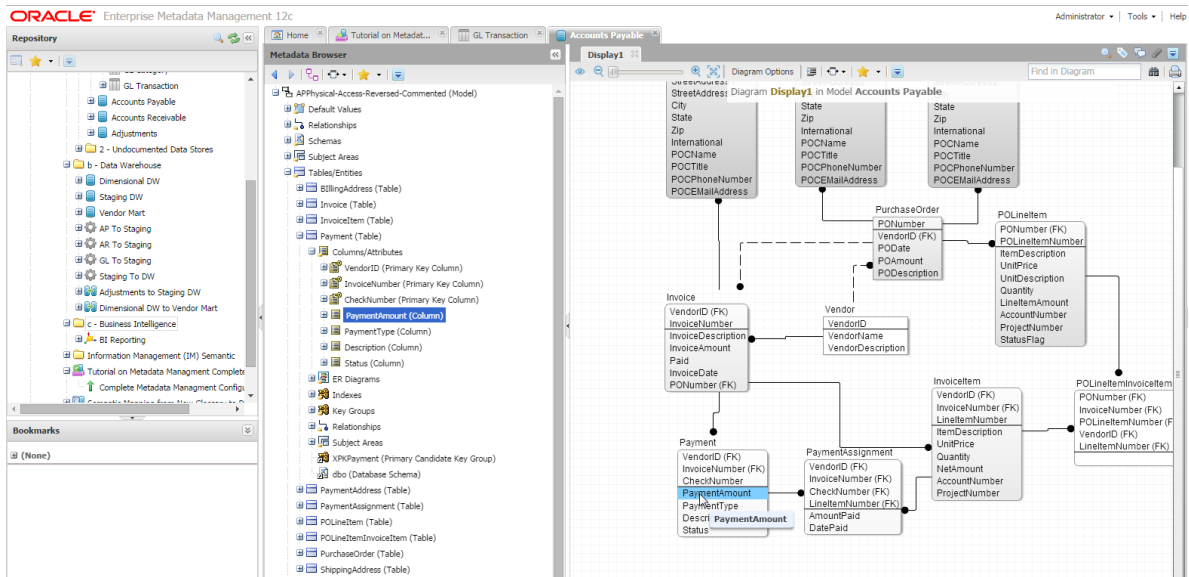 ORACLE Enterprise Metadata Management 12c
Administrator Tools Help
Repository
GL Transaction
Accounts Payable
Accounts Receivable
Adjustments
2 - Undocumented Data Stores
b - Data Warehouse
Dimensional DW
Staging DW
Vendor Mart
AP To Staging
AR To Staging
GL To Staging
Staging To DW
Adjustments to Staging DW
Dimensional DW to Vendor Mart
c - Business Intelligence
BI Reporting
Information Management (IM) Semantic
Tutorial on Metadata Managment Complete
Complete Metadata Managment Configu
Bookmarks
(None)
Home
Tutorial on Metadat...
GL Transaction
Accounts Payable
Metadata Browser
APPhysical-Access-Reversed-Commented (Model)
Default Values
Relationships
Schemas
Subject Areas
Tables/Entities
BIllingAddress (Table)
Invoice (Table)
InvoiceItem (Table)
Payment (Table)
Columns/Attributes
VendorID (Primary Key Column)
InvoiceNumber (Primary Key Column)
CheckNumber (Primary Key Column)
PaymentAmount (Column)
PaymentType (Column)
Description (Column)
Status (Column)
ER Diagrams
Indexes
Key Groups
Relationships
Subject Areas
XPKPayment (Primary Candidate Key Group)
dbo (Database Schema)
PaymentAddress (Table)
PaymentAssignment (Table)
POLineItem (Table)
POLineItemInvoiceItem (Table)
PurchaseOrder (Table)
ShippingAddress (Table)
Display1
Diagram Options
Find in Diagram
Diagram Display1 in Model Accounts Payable
StreetAddress
City
State
Zip
International
POCName
POCTitle
POCPhoneNumber
POCEMailAddress
State
Zip
International
POCName
POCTitle
POCPhoneNumber
POCEMailAddress
State
Zip
International
POCName
POCTitle
POCPhoneNumber
POCEMailAddress
PurchaseOrder
PONumber
VendorID (FK)
PODate
POAmount
PODescription
POLineItem
PONumber (FK)
POLineItemNumber
ItemDescription
UnitPrice
UnitDescription
Quantity
LineItemAmount
AccountNumber
ProjectNumber
StatusFlag
Invoice
VendorID (FK)
InvoiceNumber
InvoiceDescription
InvoiceAmount
Paid
InvoiceDate
PONumber (FK)
Vendor
VendorID
VendorName
VendorDescription
InvoiceItem
VendorID (FK)
InvoiceNumber (FK)
LineItemNumber
ItemDescription
UnitPrice
Quantity
NetAmount
AccountNumber
ProjectNumber
POLineItemInvoiceItem
PONumber (FK)
InvoiceNumber (FK)
POLineItemNumber (F
VendorID (FK)
LineItemNumber (FK)
Payment
VendorID (FK)
InvoiceNumber (FK)
CheckNumber
PaymentAmount
PaymentType
Descri
Status
PaymentAmount
PaymentAssignment
VendorID (FK)
InvoiceNumber (FK)
CheckNumber (FK)
LineItemNumber (FK)
AmountPaid
DatePaid